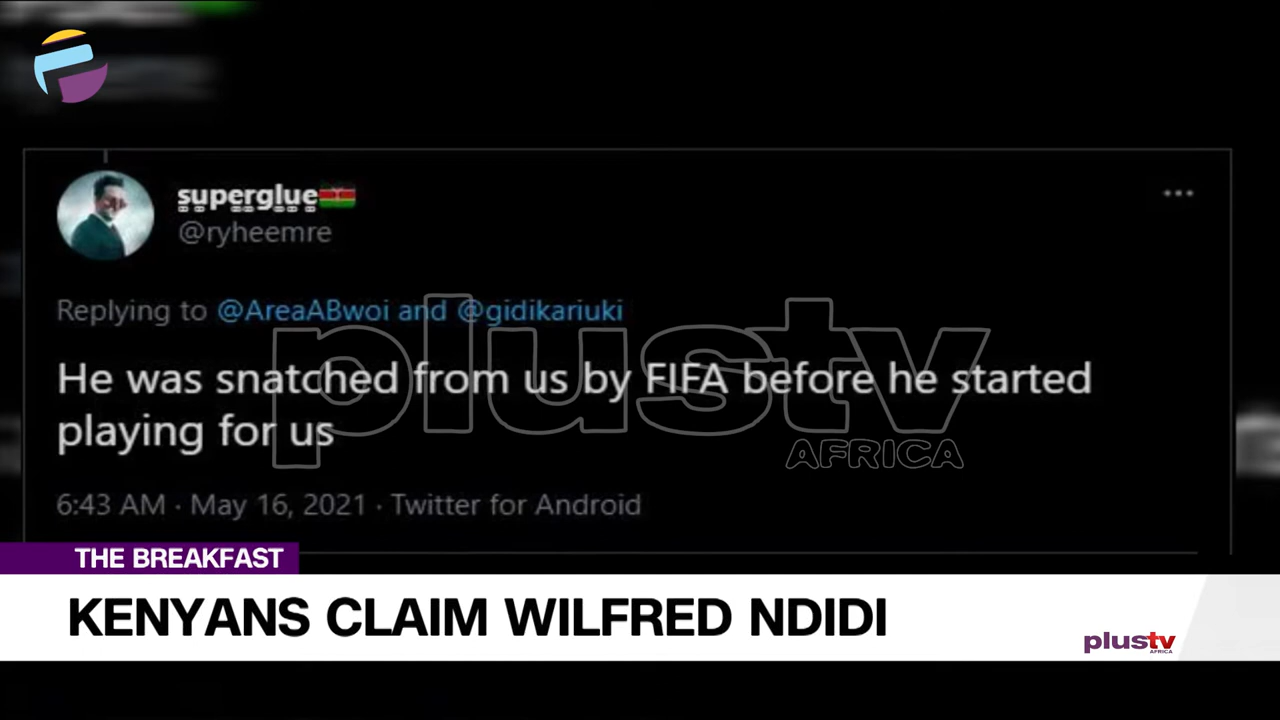 superglue
@ryheemre
Replying to @AreaABwoi and @gidikariuki
He was snatched from us by FIFA before he started
playing for us
6:43 AM · May 16, 2021 · Twitter for Android
plustv
AFRICA
THE BREAKFAST
KENYANS CLAIM WILFRED NDIDI
plustv
AFRICA